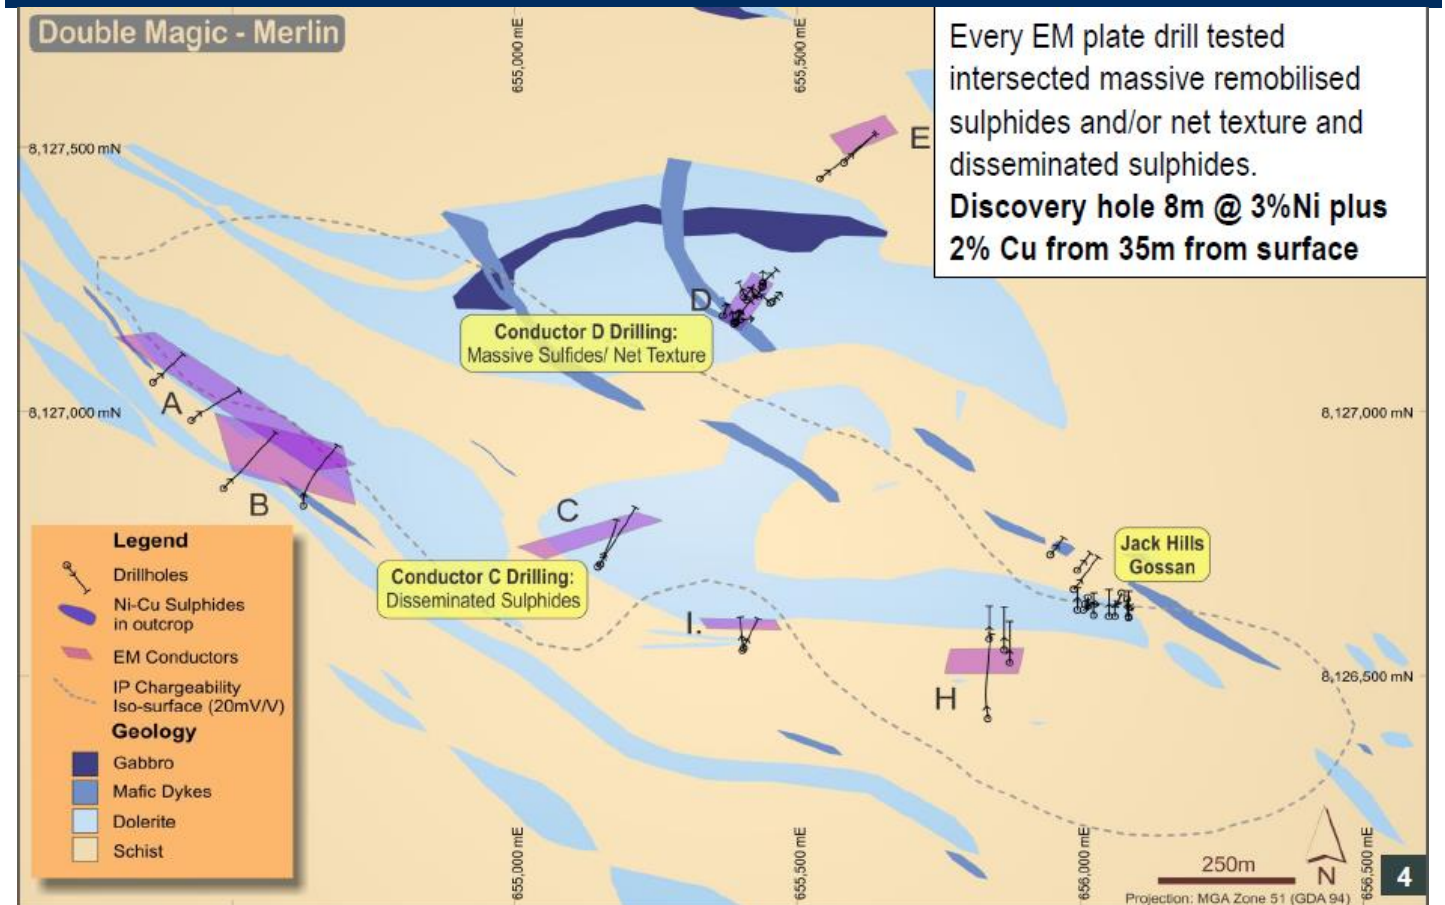 Double Magic - Merlin
655,000 mE
655,500 mE
Every EM plate drill tested
intersected massive remobilised
sulphides and/or net texture and
disseminated sulphides.
Discovery hole 8m @ 3%Ni plus
2% Cu from 35m from surface
E
8,127,500 mN
D
Conductor D Drilling:
Massive Sulfides/ Net Texture
A
8,127,000 mN
8,127,000 mN
B
C
Conductor C Drilling:
Disseminated Sulphides
Jack Hills
Gossan
I.
H
8,126,500 mN
Legend
Drillholes
Ni-Cu Sulphides
in outcrop
EM Conductors
IP Chargeability
Iso-surface (20mV/V)
Geology
Gabbro
Mafic Dykes
Dolerite
Schist
655,000 mE
655,500 mE
656,000 mE
656,500 mE
250m
N
4
Projection: MGA Zone 51 (GDA 94)